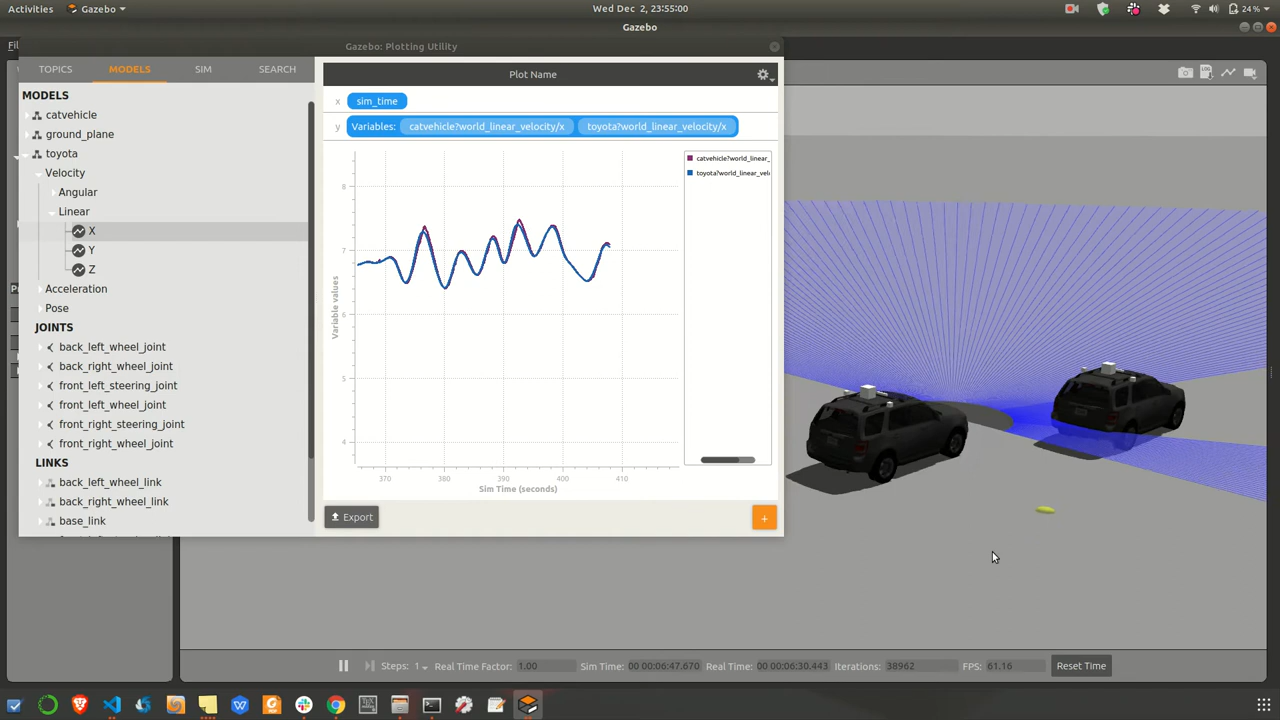 Activities
Gazebo
Wed Dec 2, 23:55:00
24 %
Gazebo
Gazebo: Plotting Utility
TOPICS
MODELS
SIM
SEARCH
MODELS
catvehicle
ground_plane
toyota
Velocity
Angular
Linear
X
Y
Z
Acceleration
Pose
JOINTS
back_left_wheel_joint
back_right_wheel_joint
front_left_steering_joint
front_left_wheel_joint
front_right_steering_joint
front_right_wheel_joint
LINKS
back_left_wheel_link
back_right_wheel_link
base_link
Plot Name
x sim_time
y Variables: catvehicle?world_linear_velocity/x toyota?world_linear_velocity/x
catvehicle?world_linear_
toyota?world_linear_vel
8
7
6
5
4
Variable values
370 380 390 400 410
Sim Time (seconds)
Export
+
Steps: 1
Real Time Factor: 1.00
Sim Time: 00 00:06:47.670
Real Time: 00 00:06:30.443
Iterations: 38962
FPS: 61.16
Reset Time